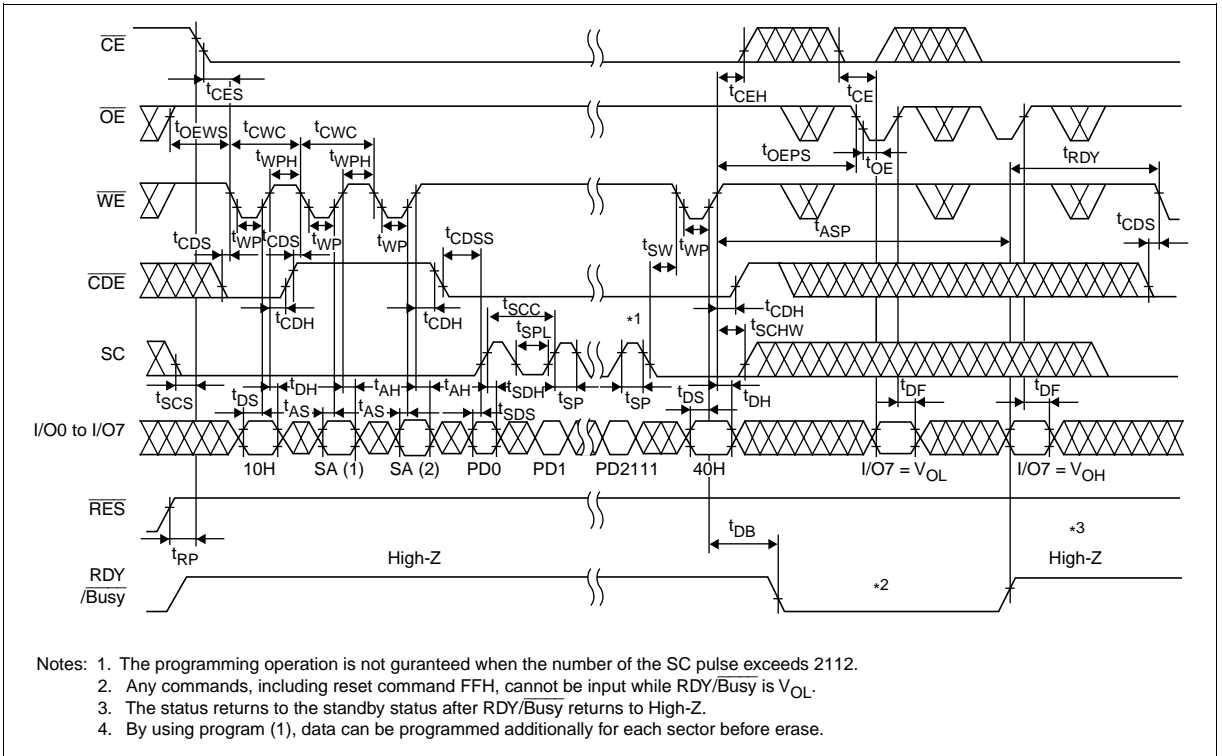 CE
tCES
tCEH
tCE
OE
tOEWS
tCWC
tCWC
tWPH
tWPH
tOEPS
tOE
tRDY
WE
tCDS
tWP
tCDS
tWP
tWP
tCDSS
tSW
tWP
tASP
tCDS
CDE
tCDH
tCDH
tSCC
tSPL
*1
tCDH
tSCHW
SC
tSCS
tDS
tDH
tAS
tAH
tAS
tAH
tSDH
tSDS
tSP
tSP
tDS
tDH
tDF
tDF
I/O0 to I/O7
10H
SA (1)
SA (2)
PD0
PD1
PD2111
40H
I/O7 = VOL
I/O7 = VOH
RES
tRP
High-Z
tDB
*3
High-Z
RDY
/Busy
*2
Notes: 1. The programming operation is not guranteed when the number of the SC pulse exceeds 2112.
2. Any commands, including reset command FFH, cannot be input while RDY/Busy is VOL.
3. The status returns to the standby status after RDY/Busy returns to High-Z.
4. By using program (1), data can be programmed additionally for each sector before erase.